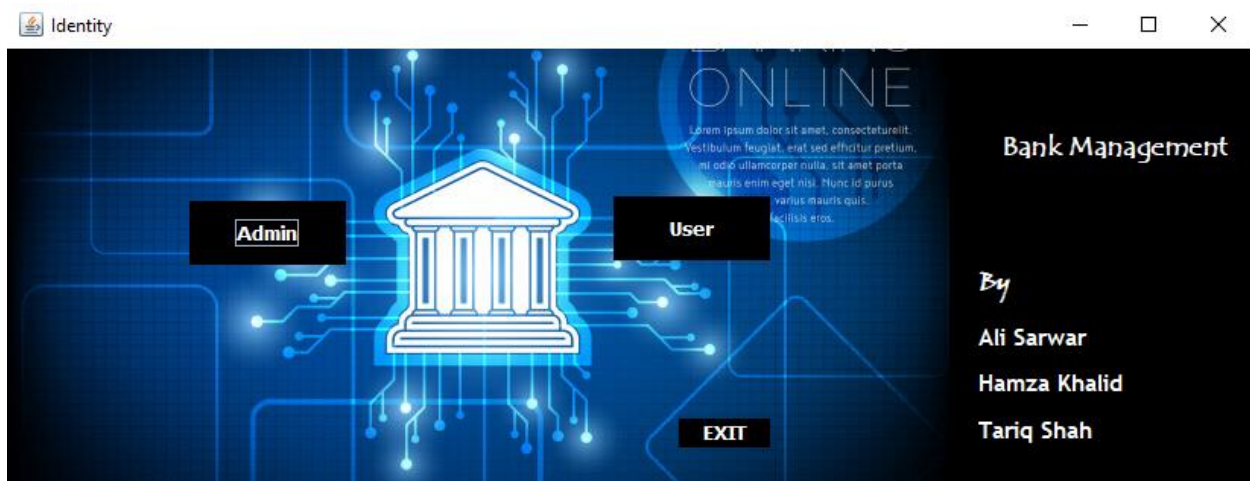 Identity
ONLINE
Lorem ipsum dolor sit amet, consecteturelit.
Vestibulum feugiat, erat sed efficitur pretium,
mi odio ullamcorper nulla, sit amet porta
mauris enim eget nisi. Nunc id purus
varius mauris quis.
facilisis eros.
Admin
User
EXIT
Bank Management
By
Ali Sarwar
Hamza Khalid
Tariq Shah